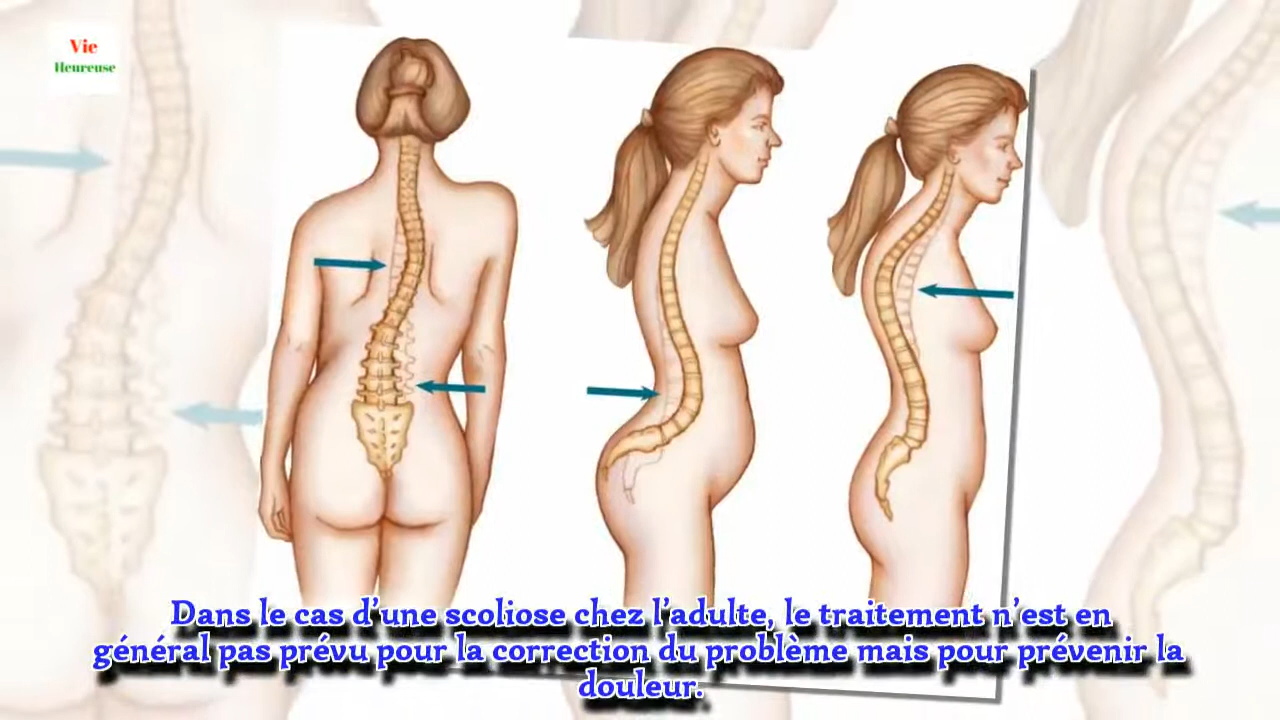 Vie
Heureuse
Dans le cas d'une scoliose chez l'adulte, le traitement n'est en
général pas prévu pour la correction du problème mais pour prévenir la
douleur.